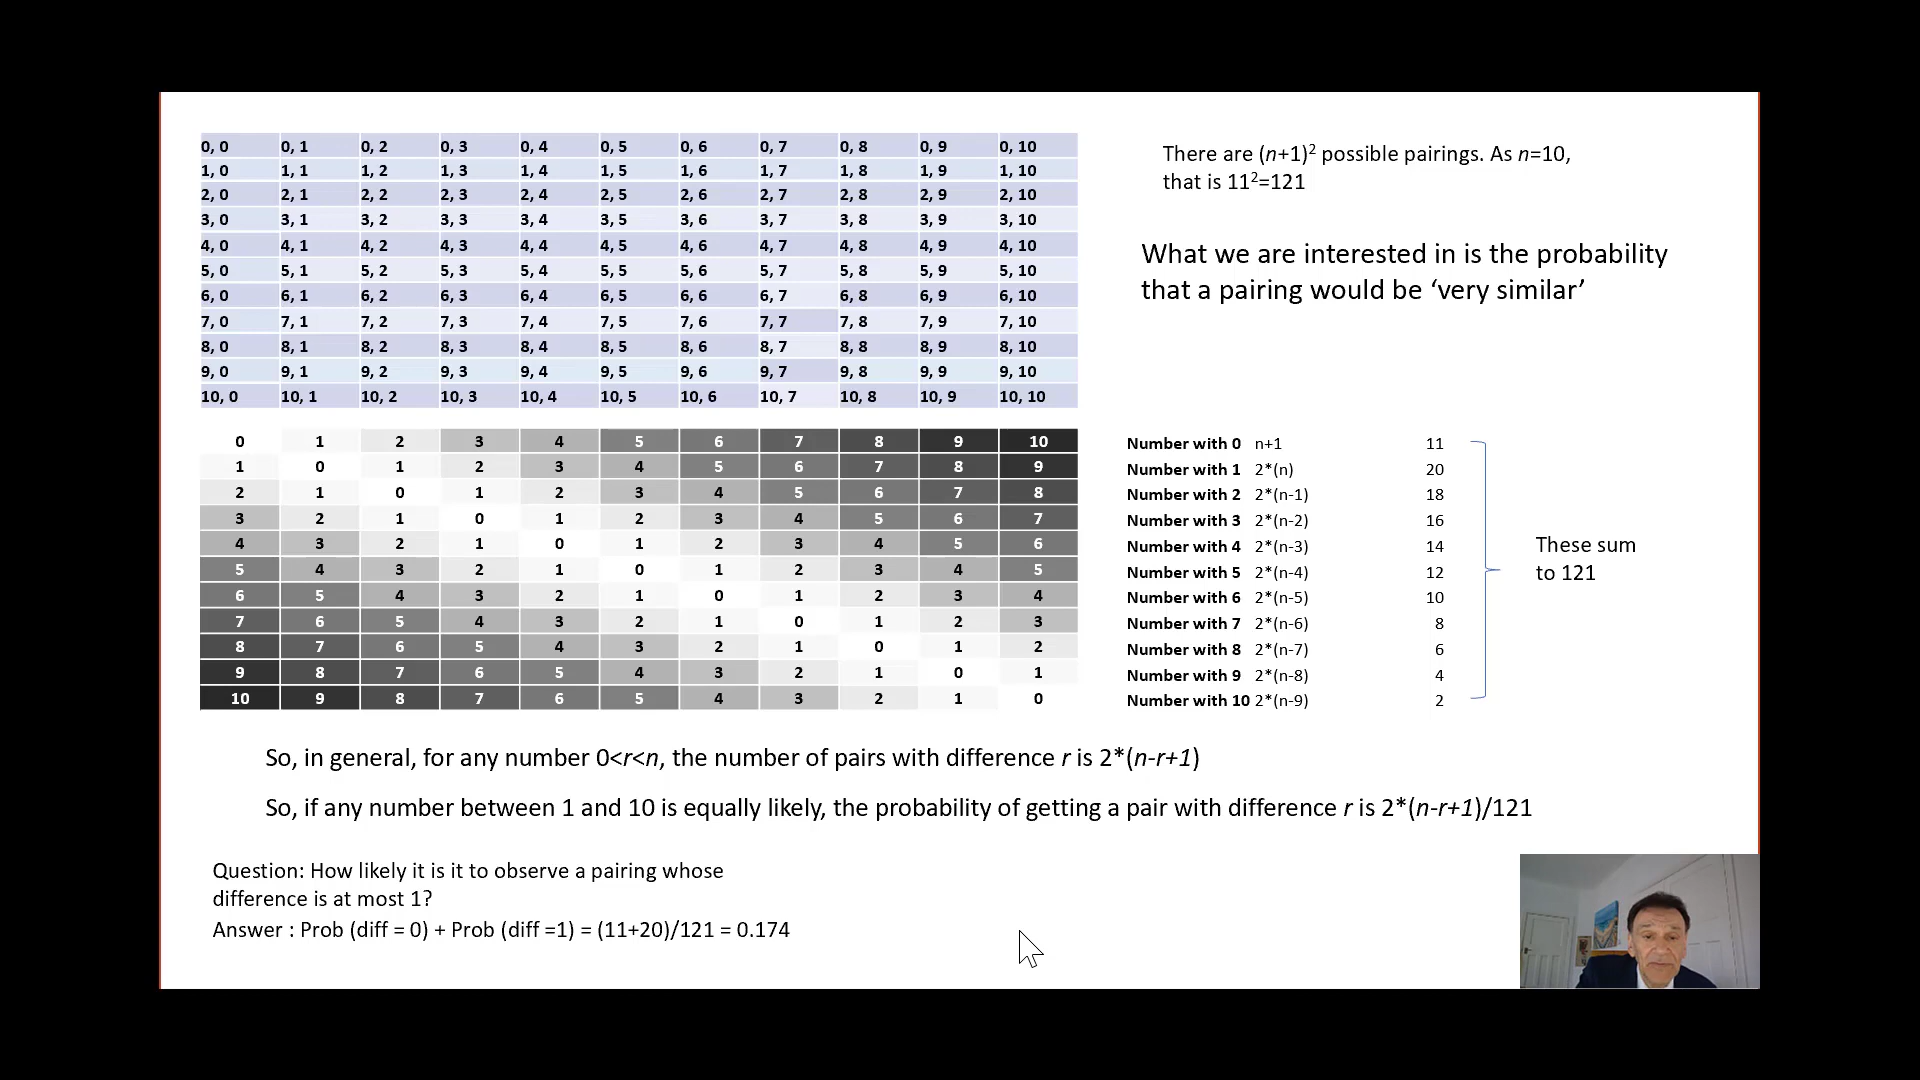 0, 0 0, 1 0, 2 0, 3 0, 4 0, 5 0, 6 0, 7 0, 8 0, 9 0, 10
1, 0 1, 1 1, 2 1, 3 1, 4 1, 5 1, 6 1, 7 1, 8 1, 9 1, 10
2, 0 2, 1 2, 2 2, 3 2, 4 2, 5 2, 6 2, 7 2, 8 2, 9 2, 10
3, 0 3, 1 3, 2 3, 3 3, 4 3, 5 3, 6 3, 7 3, 8 3, 9 3, 10
4, 0 4, 1 4, 2 4, 3 4, 4 4, 5 4, 6 4, 7 4, 8 4, 9 4, 10
5, 0 5, 1 5, 2 5, 3 5, 4 5, 5 5, 6 5, 7 5, 8 5, 9 5, 10
6, 0 6, 1 6, 2 6, 3 6, 4 6, 5 6, 6 6, 7 6, 8 6, 9 6, 10
7, 0 7, 1 7, 2 7, 3 7, 4 7, 5 7, 6 7, 7 7, 8 7, 9 7, 10
8, 0 8, 1 8, 2 8, 3 8, 4 8, 5 8, 6 8, 7 8, 8 8, 9 8, 10
9, 0 9, 1 9, 2 9, 3 9, 4 9, 5 9, 6 9, 7 9, 8 9, 9 9, 10
10, 0 10, 1 10, 2 10, 3 10, 4 10, 5 10, 6 10, 7 10, 8 10, 9 10, 10
There are (n+1)² possible pairings. As n=10,
that is 11²=121
What we are interested in is the probability
that a pairing would be ‘very similar’
0 1 2 3 4 5 6 7 8 9 10
1 0 1 2 3 4 5 6 7 8 9
2 1 0 1 2 3 4 5 6 7 8
3 2 1 0 1 2 3 4 5 6 7
4 3 2 1 0 1 2 3 4 5 6
5 4 3 2 1 0 1 2 3 4 5
6 5 4 3 2 1 0 1 2 3 4
7 6 5 4 3 2 1 0 1 2 3
8 7 6 5 4 3 2 1 0 1 2
9 8 7 6 5 4 3 2 1 0 1
10 9 8 7 6 5 4 3 2 1 0
Number with 0 n+1 11
Number with 1 2*(n) 20
Number with 2 2*(n-1) 18
Number with 3 2*(n-2) 16
Number with 4 2*(n-3) 14
Number with 5 2*(n-4) 12
Number with 6 2*(n-5) 10
Number with 7 2*(n-6) 8
Number with 8 2*(n-7) 6
Number with 9 2*(n-8) 4
Number with 10 2*(n-9) 2
These sum
to 121
So, in general, for any number 0<r<n, the number of pairs with difference r is 2*(n-r+1)
So, if any number between 1 and 10 is equally likely, the probability of getting a pair with difference r is 2*(n-r+1)/121
Question: How likely it is it to observe a pairing whose
difference is at most 1?
Answer : Prob (diff = 0) + Prob (diff =1) = (11+20)/121 = 0.174